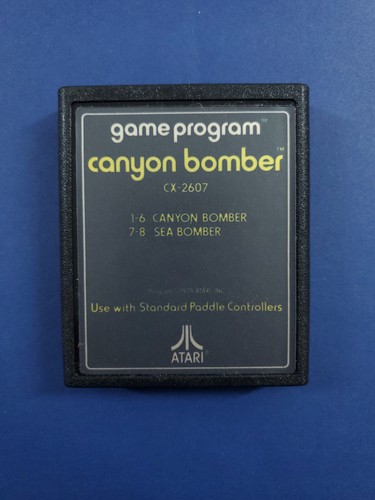 game program™
canyon bomber™
CX-2607
1-6 CANYON BOMBER
7-8 SEA BOMBER
Use with Standard Paddle Controllers
ATARI